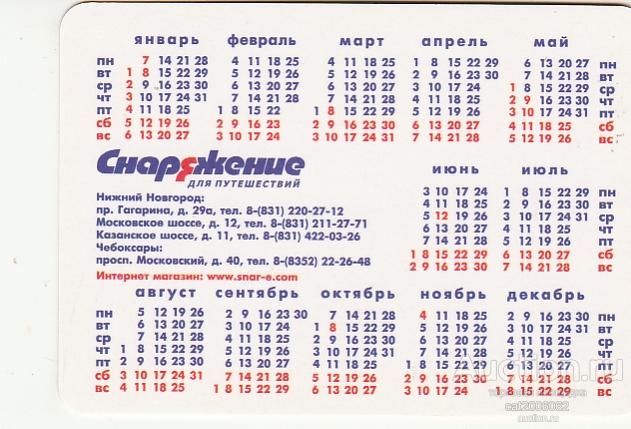 январь февраль март апрель май
пн 7 14 21 28 4 11 18 25 4 11 18 25 1 8 15 22 29 6 13 20 27 пн
вт 1 8 15 22 29 5 12 19 26 5 12 19 26 2 9 16 23 30 7 14 21 28 вт
ср 2 9 16 23 30 6 13 20 27 6 13 20 27 3 10 17 24 1 8 15 22 29 ср
чт 3 10 17 24 31 7 14 21 28 7 14 21 28 4 11 18 25 2 9 16 23 30 чт
пт 4 11 18 25 1 8 15 22 1 8 15 22 29 5 12 19 26 3 10 17 24 31 пт
сб 5 12 19 26 2 9 16 23 2 9 16 23 30 6 13 20 27 4 11 18 25 сб
вс 6 13 20 27 3 10 17 24 3 10 17 24 31 7 14 21 28 5 12 19 26 вс
Снаряжение
ДЛЯ ПУТЕШЕСТВИЙ
Нижний Новгород:
пр. Гагарина, д. 29а, тел. 8-(831) 220-27-12
Московское шоссе, д. 12, тел. 8-(831) 211-27-71
Казанское шоссе, д. 11, тел. 8-(831) 422-03-26
Чебоксары:
просп. Московский, д. 40, тел. 8-(8352) 22-26-48
Интернет магазин: www.snar-e.com
июнь июль
3 10 17 24 1 8 15 22 29 пн
4 11 18 25 2 9 16 23 30 вт
5 12 19 26 3 10 17 24 31 ср
6 13 20 27 4 11 18 25 чт
7 14 21 28 5 12 19 26 пт
1 8 15 22 29 6 13 20 27 сб
2 9 16 23 30 7 14 21 28 вс
август сентябрь октябрь ноябрь декабрь
пн 5 12 19 26 2 9 16 23 30 7 14 21 28 4 11 18 25 2 9 16 23 30 пн
вт 6 13 20 27 3 10 17 24 1 8 15 22 29 5 12 19 26 3 10 17 24 31 вт
ср 7 14 21 28 4 11 18 25 2 9 16 23 30 6 13 20 27 4 11 18 25 ср
чт 1 8 15 22 29 5 12 19 26 3 10 17 24 31 7 14 21 28 5 12 19 26 чт
пт 2 9 16 23 30 6 13 20 27 4 11 18 25 1 8 15 22 29 6 13 20 27 пт
сб 3 10 17 24 31 7 14 21 28 5 12 19 26 2 9 16 23 30 7 14 21 28 сб
вс 4 11 18 25 1 8 15 22 29 6 13 20 27 3 10 17 24 1 8 15 22 29 вс
Auction.ru
cat2006062
auction.ru